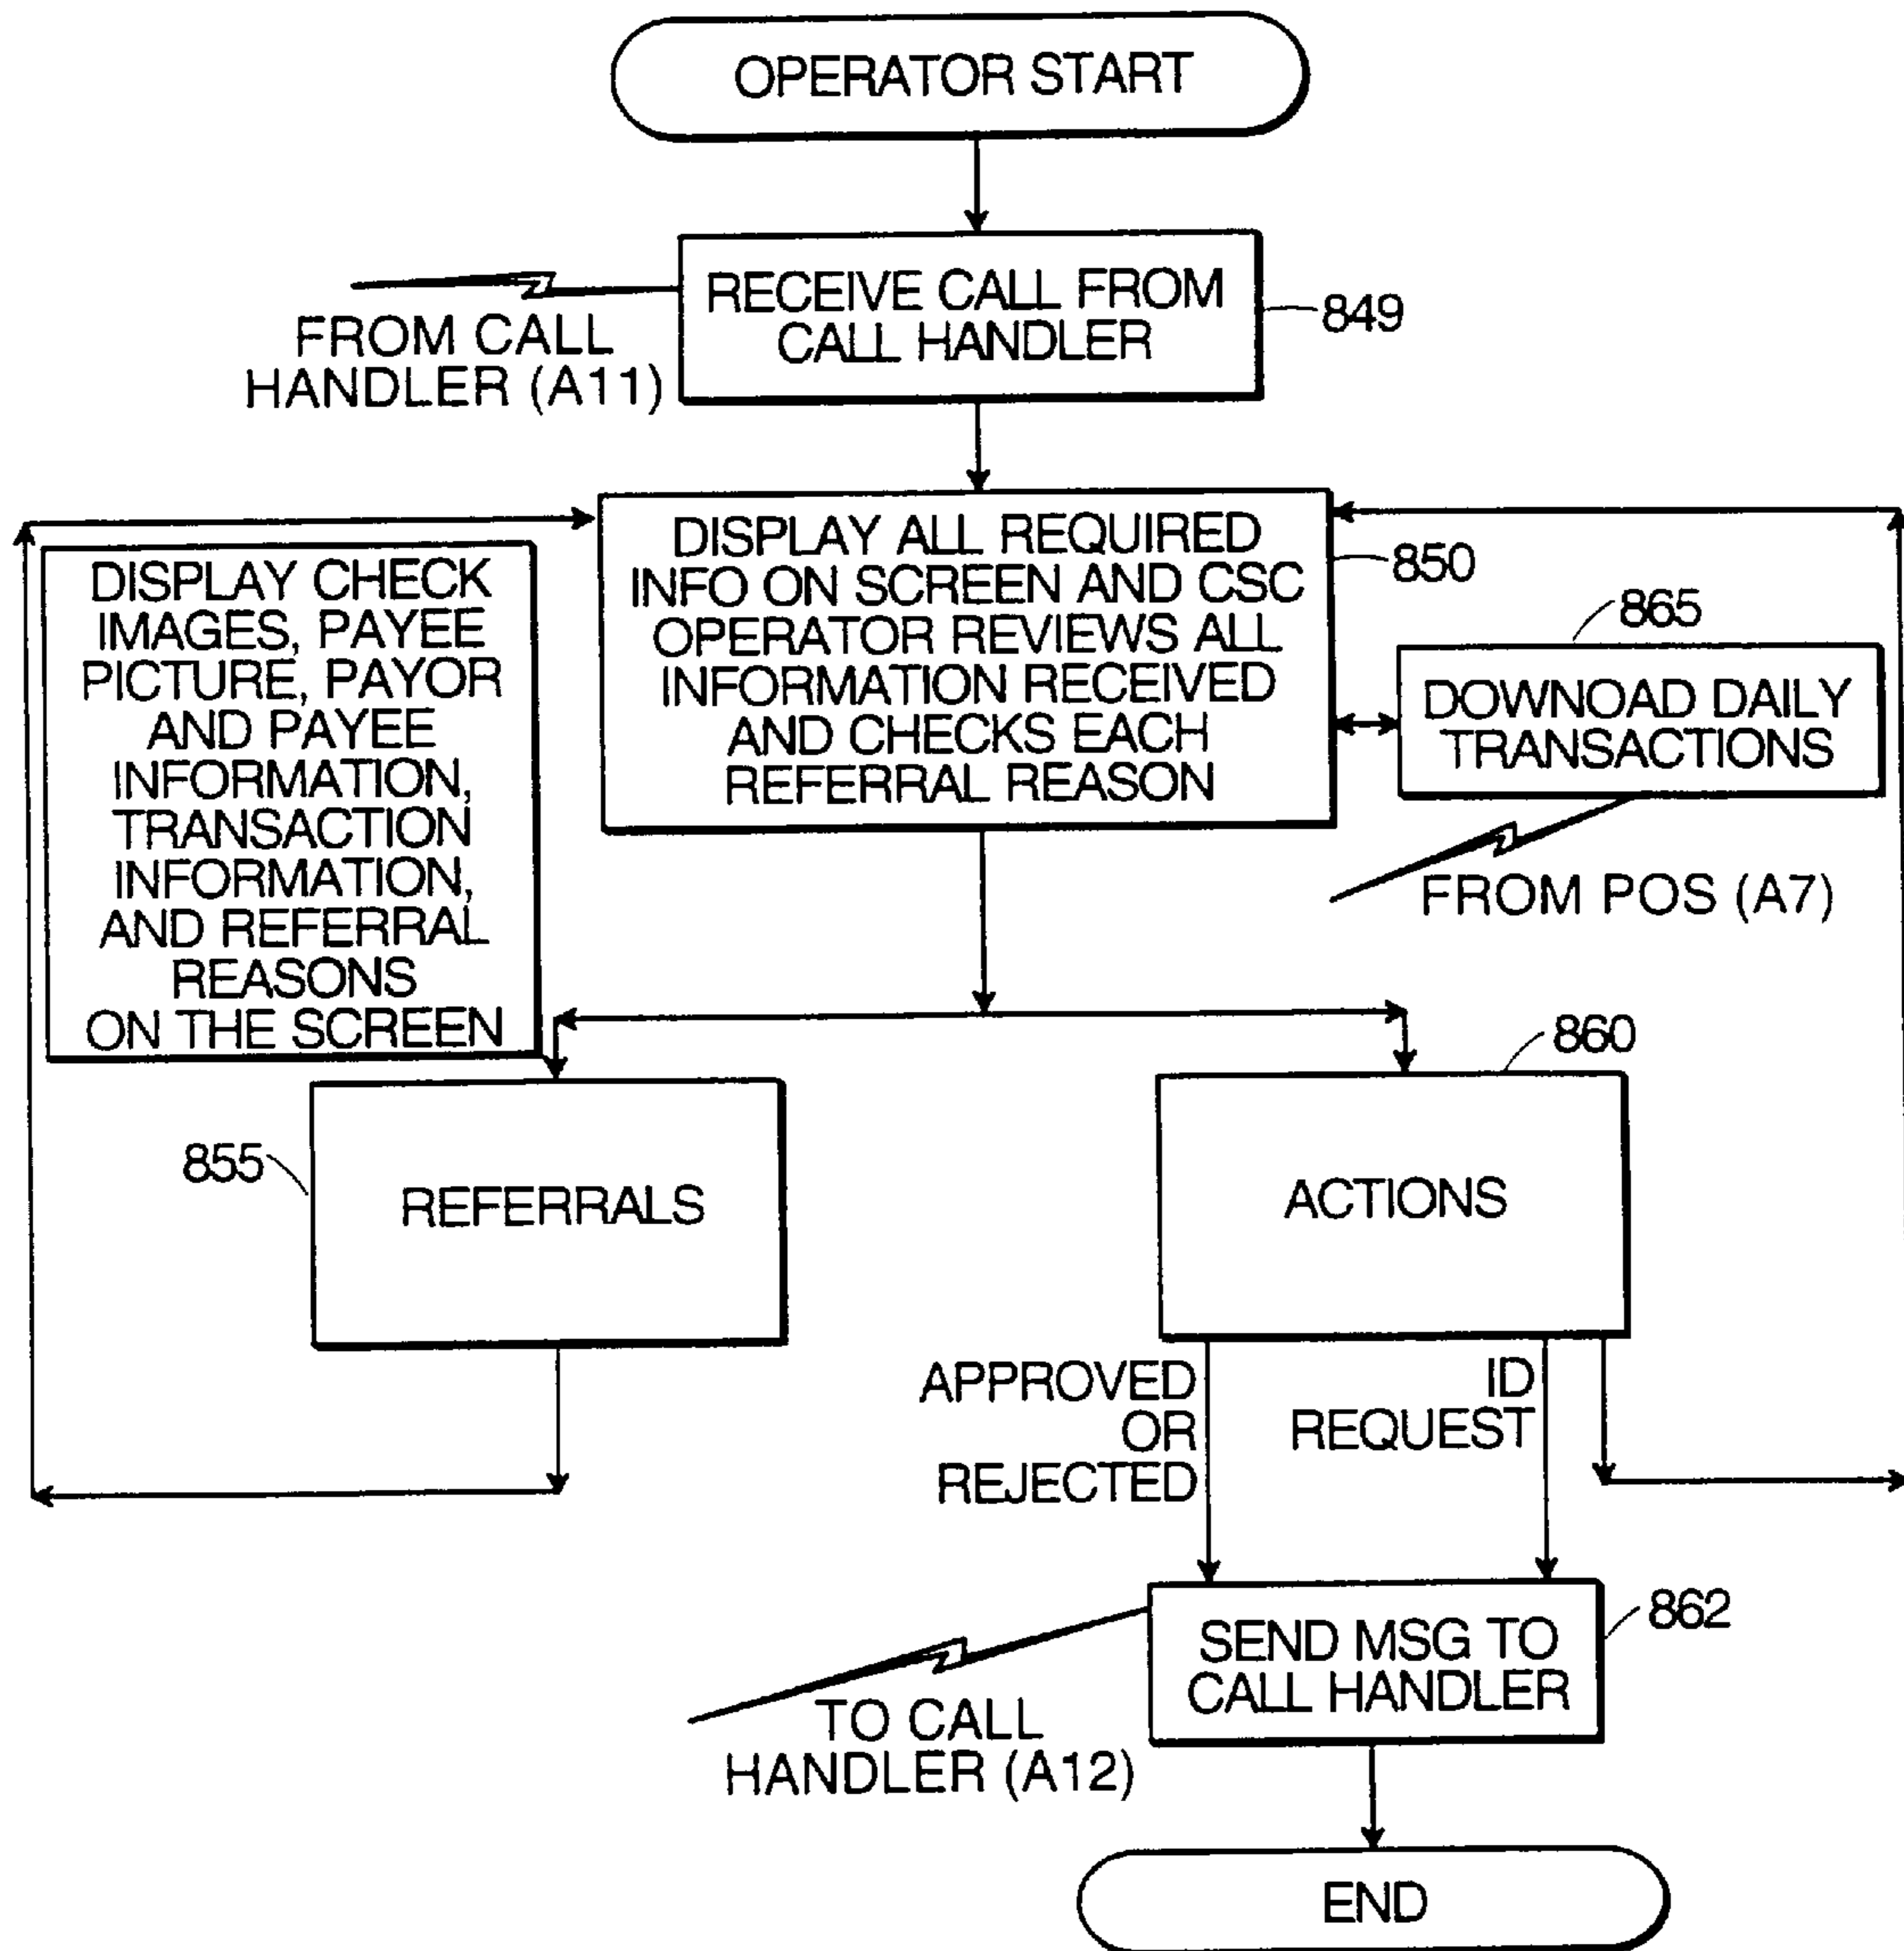 OPERATOR START
RECEIVE CALL FROM
CALL HANDLER
849
FROM CALL
HANDLER (A11)
DISPLAY ALL REQUIRED
INFO ON SCREEN AND CSC
OPERATOR REVIEWS ALL
INFORMATION RECEIVED
AND CHECKS EACH
REFERRAL REASON
850
DISPLAY CHECK
IMAGES, PAYEE
PICTURE, PAYOR
AND PAYEE
INFORMATION,
TRANSACTION
INFORMATION,
AND REFERRAL
REASONS
ON THE SCREEN
865
DOWNOAD DAILY
TRANSACTIONS
FROM POS (A7)
855
REFERRALS
860
ACTIONS
APPROVED
OR
REJECTED
ID
REQUEST
862
SEND MSG TO
CALL HANDLER
TO CALL
HANDLER (A12)
END